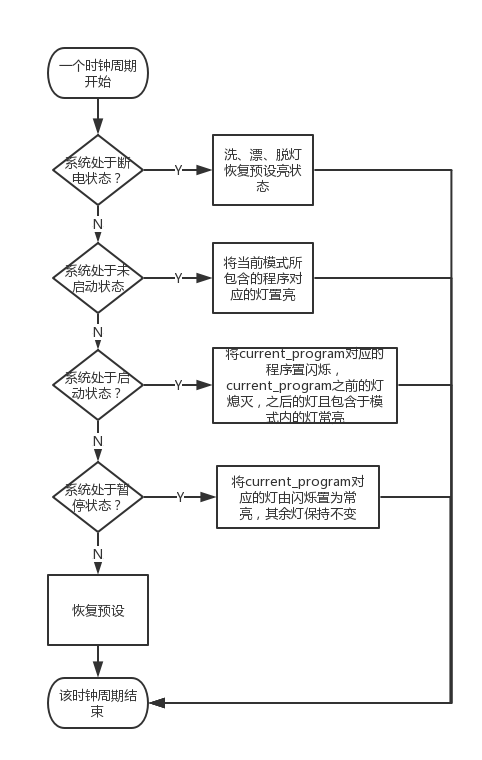 一个时钟周期
开始
系统处于断
电状态？
Y
洗、漂、脱灯
恢复预设亮状
态
N
系统处于未
启动状态
Y
将当前模式所
包含的程序对
应的灯置亮
N
系统处于启
动状态？
Y
将current_program对应的
程序置闪烁，
current_program之前的灯
熄灭，之后的灯且包含于模
式内的灯常亮
N
系统处于暂
停状态？
Y
将current_program对
应的灯由闪烁置为常
亮，其余灯保持不变
N
恢复预设
该时钟周期结
束